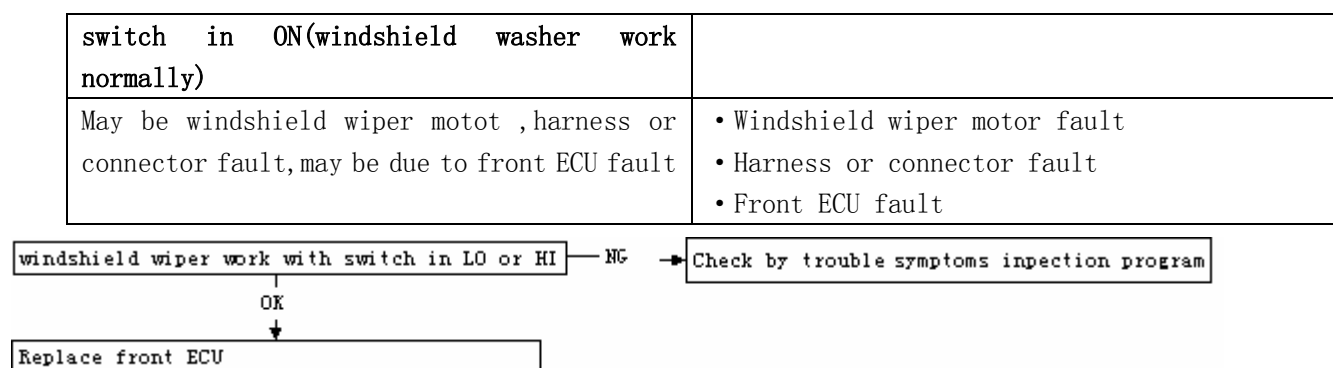 switch in ON(windshield washer work
normally)
May be windshield wiper motot ,harness or
connector fault,may be due to front ECU fault
•Windshield wiper motor fault
•Harness or connector fault
•Front ECU fault
windshield wiper work with switch in LO or HI
NG
Check by trouble symptoms inpection program
OK
Replace front ECU